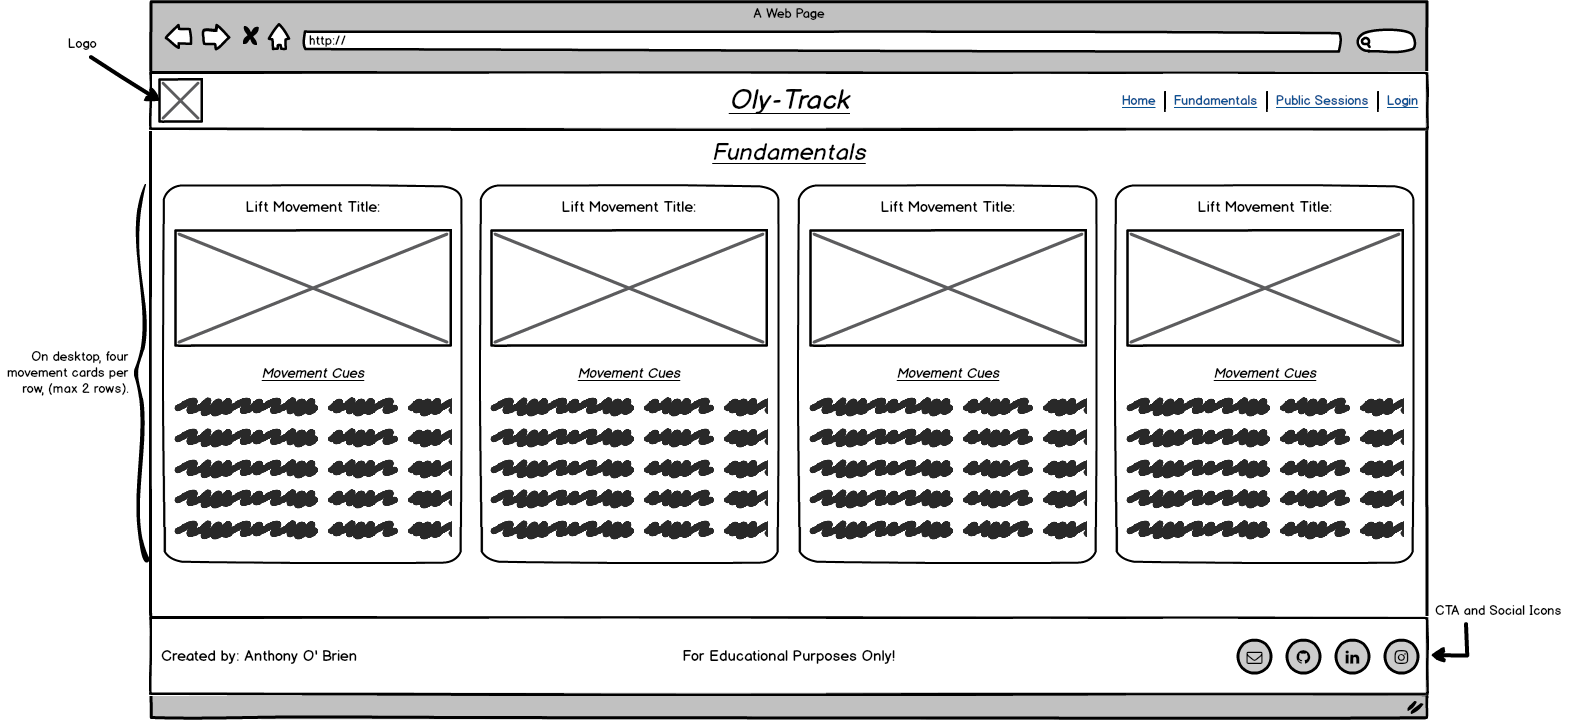 A Web Page
http://
Logo
Oly-Track
Home
Fundamentals
Public Sessions
Login
Fundamentals
Lift Movement Title:
Lift Movement Title:
Lift Movement Title:
Lift Movement Title:
On desktop, four
movement cards per
row, (max 2 rows).
Movement Cues
Movement Cues
Movement Cues
Movement Cues
CTA and Social Icons
Created by: Anthony O' Brien
For Educational Purposes Only!
in